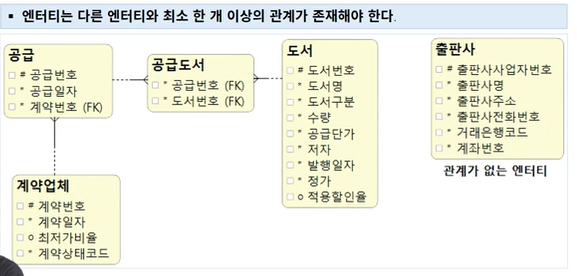 ▪ 엔터티는 다른 엔터티와 최소 한 개 이상의 관계가 존재해야 한다.
공급
# 공급번호
* 공급일자
* 계약번호 (FK)
공급도서
* 공급번호 (FK)
* 도서번호 (FK)
도서
# 도서번호
* 도서명
* 도서구분
* 수량
* 공급단가
* 저자
* 발행일자
* 정가
o 적용할인율
출판사
# 출판사사업자번호
* 출판사명
* 출판사주소
* 출판사전화번호
* 거래은행코드
* 계좌번호
관계가 없는 엔터티
계약업체
# 계약번호
* 계약일자
o 최저가비율
* 계약상태코드